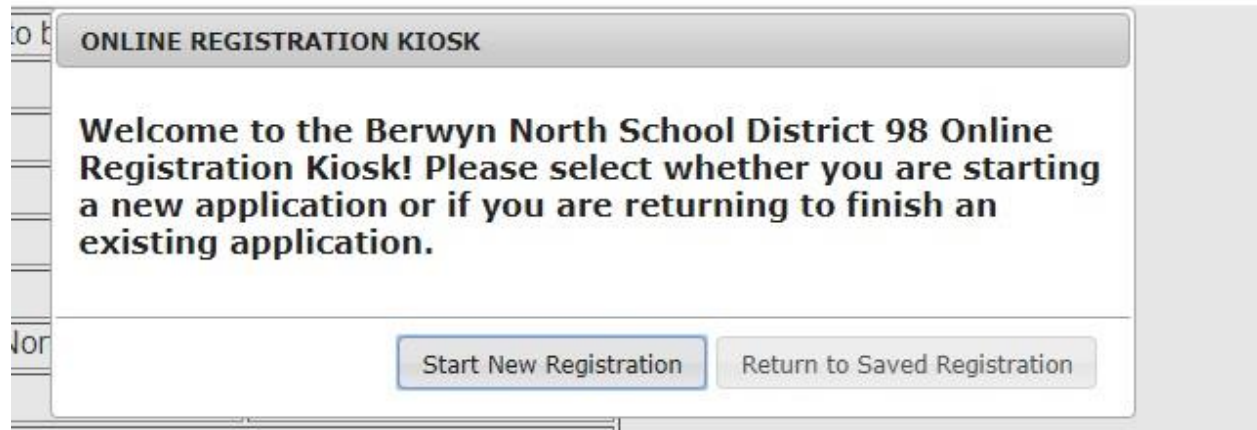 to b
ONLINE REGISTRATION KIOSK
Welcome to the Berwyn North School District 98 Online
Registration Kiosk! Please select whether you are starting
a new application or if you are returning to finish an
existing application.
Nor
Start New Registration Return to Saved Registration